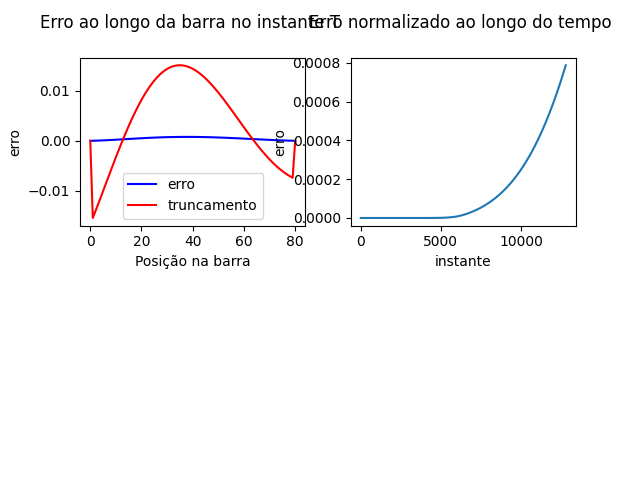 Erro ao longo da barra no instante T
Erro normalizado ao longo do tempo
erro
0.01
0.00
−0.01
erro
truncamento
0
20
40
60
80
Posição na barra
erro
0.0008
0.0006
0.0004
0.0002
0.0000
0
5000
10000
instante